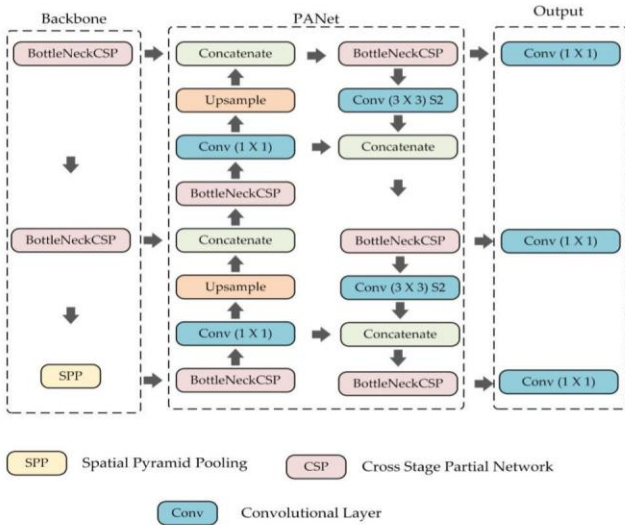 Backbone PANet Output
BottleNeckCSP Concatenate BottleNeckCSP Conv (1 X 1)
Upsample Conv (3 X 3) S2
Conv (1 X 1) Concatenate
BottleNeckCSP
BottleNeckCSP Concatenate BottleNeckCSP Conv (1 X 1)
Upsample Conv (3 X 3) S2
Conv (1 X 1) Concatenate
SPP BottleNeckCSP BottleNeckCSP Conv (1 X 1)
SPP Spatial Pyramid Pooling CSP Cross Stage Partial Network
Conv Convolutional Layer